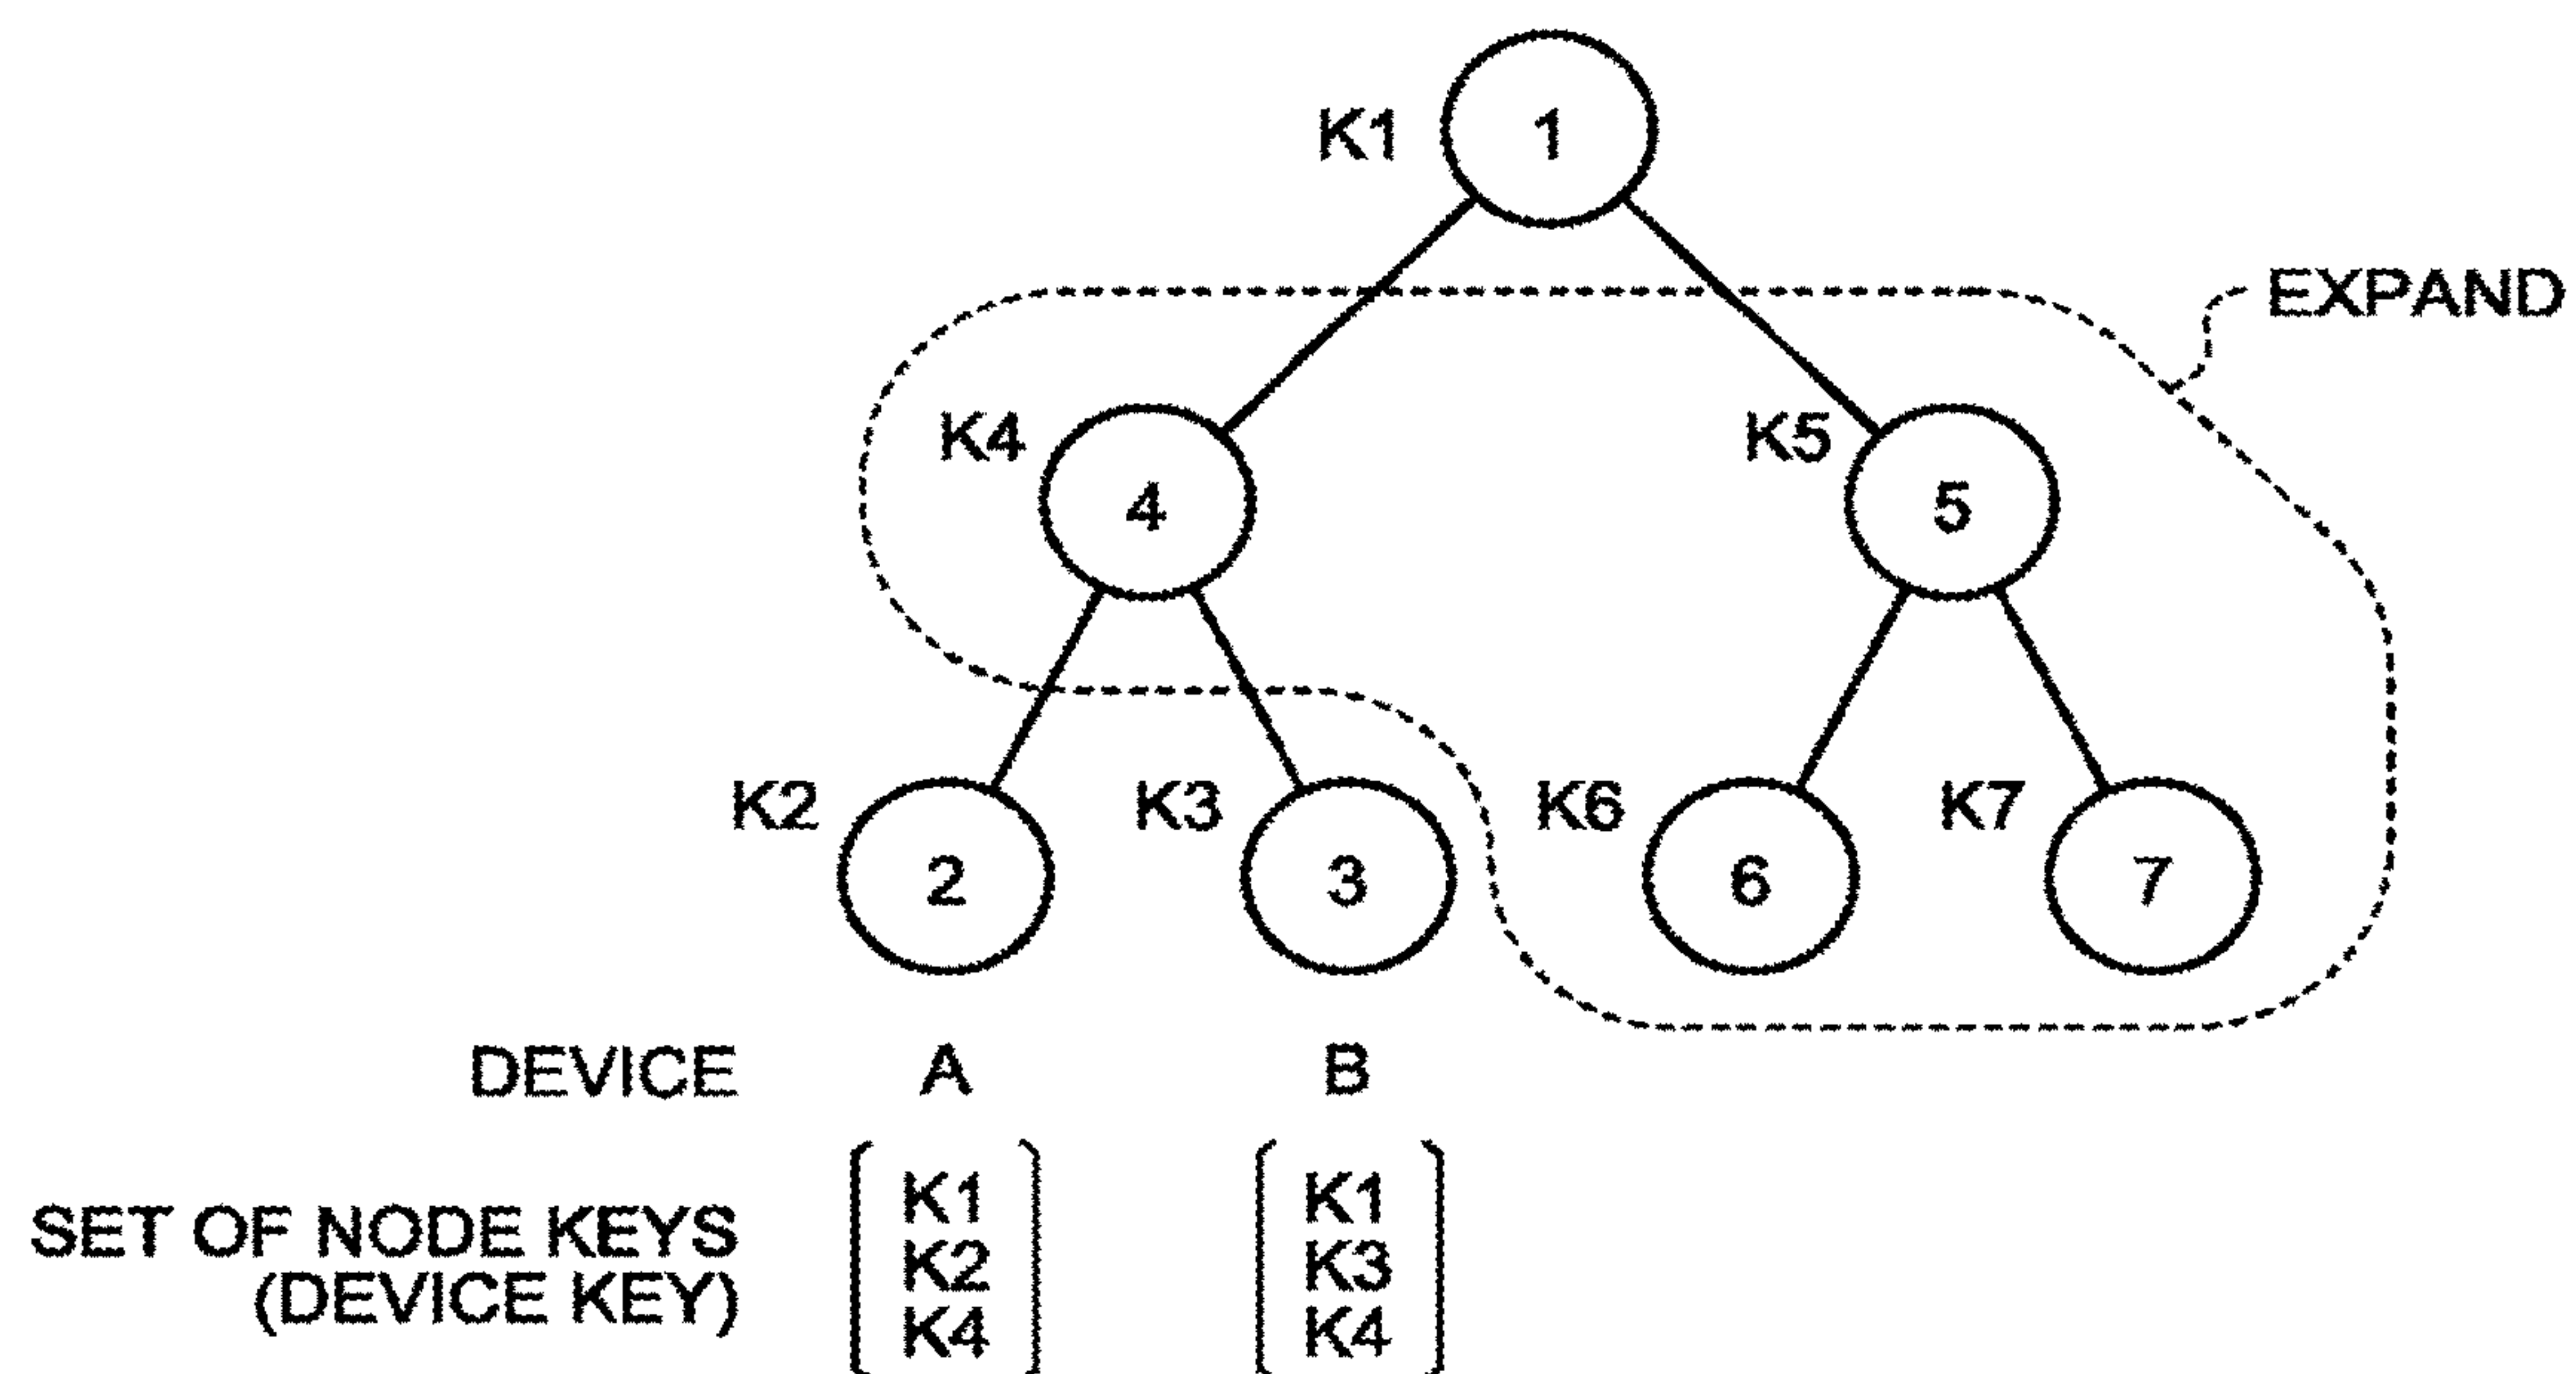 K1 1
EXPAND
K4 K5
4 5
K2 K3 K6 K7
2 3 6 7
DEVICE A B
K1 K1
SET OF NODE KEYS K2 K3
(DEVICE KEY) K4 K4